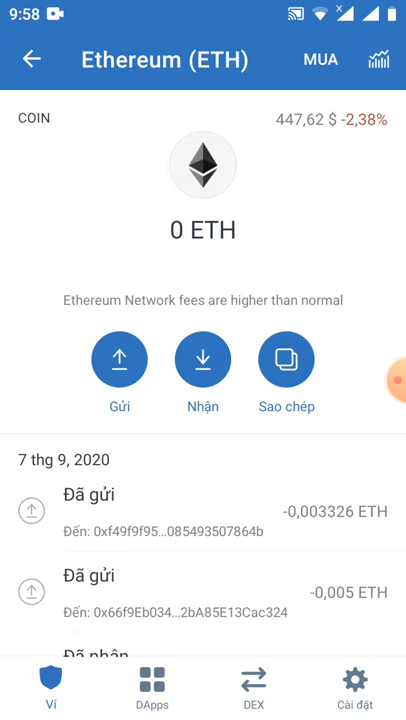 9:58
Ethereum (ETH) MUA
COIN 447,62 $ -2,38%
0 ETH
Ethereum Network fees are higher than normal
Gửi Nhận Sao chép
7 thg 9, 2020
Đã gửi -0,003326 ETH
Đến: 0xf49f9f95...085493507864b
Đã gửi -0,005 ETH
Đến: 0x66f9Eb034...2bA85E13Cac324
Đã nhận
Ví DApps DEX Cài đặt